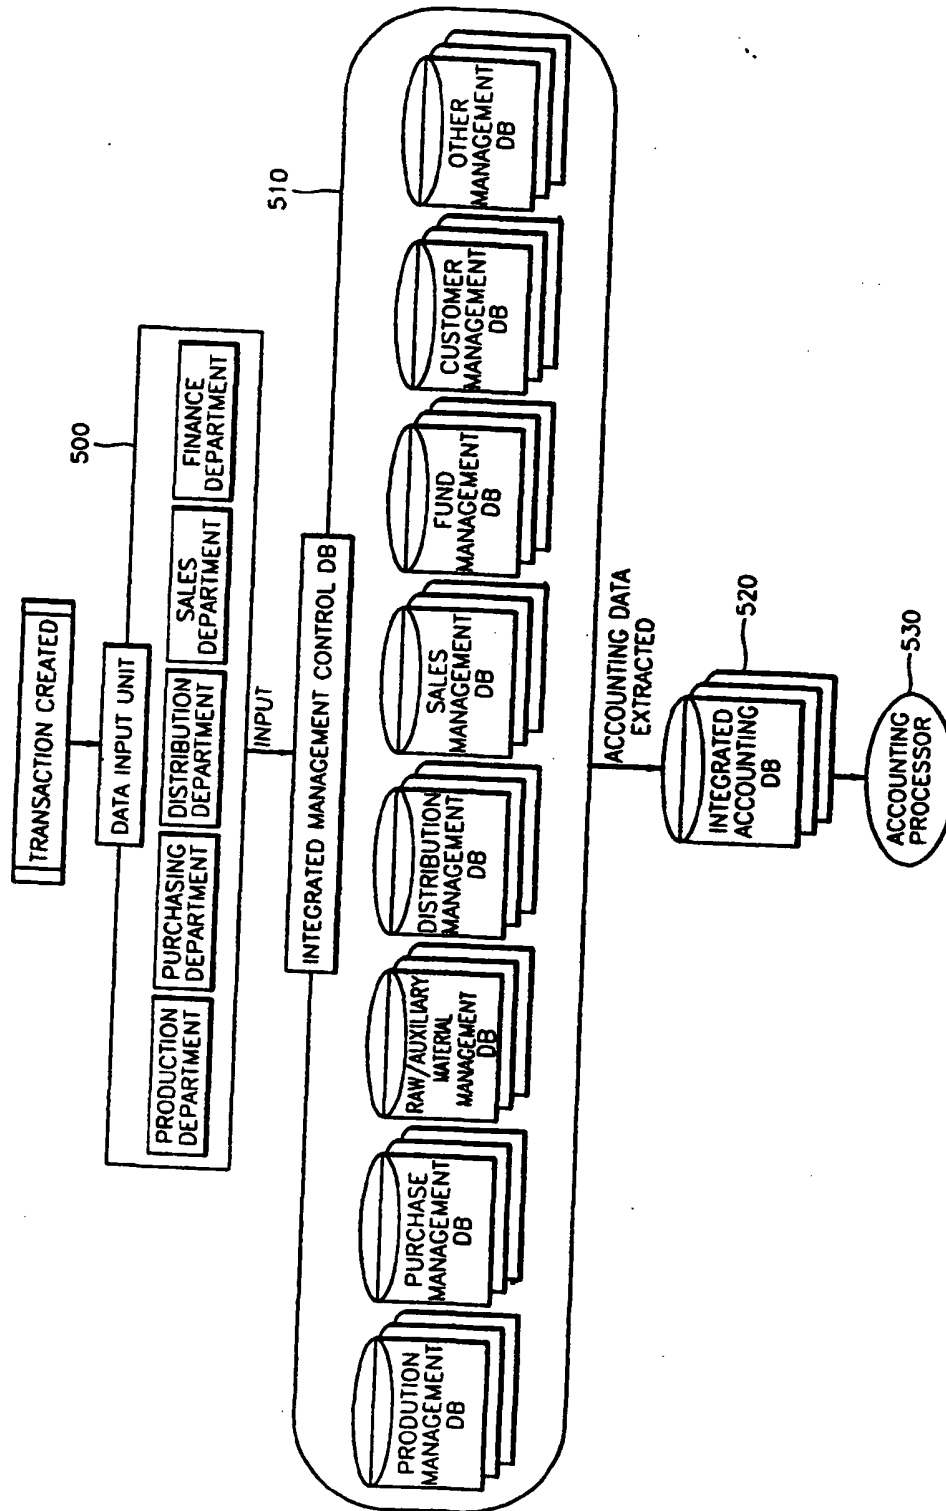 TRANSACTION CREATED
DATA INPUT UNIT
500
PRODUCTION
DEPARTMENT
PURCHASING
DEPARTMENT
DISTRIBUTION
DEPARTMENT
SALES
DEPARTMENT
FINANCE
DEPARTMENT
INPUT
INTEGRATED MANAGEMENT CONTROL DB
510
PRODUTION
MANAGEMENT
DB
PURCHASE
MANAGEMENT
DB
RAW/AUXILIARY
MATERIAL
MANAGEMENT
DB
DISTRIBUTION
MANAGEMENT
DB
SALES
MANAGEMENT
DB
FUND
MANAGEMENT
DB
CUSTOMER
MANAGEMENT
DB
OTHER
MANAGEMENT
DB
ACCOUNTING DATA
EXTRACTED
INTEGRATED
ACCOUNTING
DB
520
ACCOUNTING
PROCESSOR
530